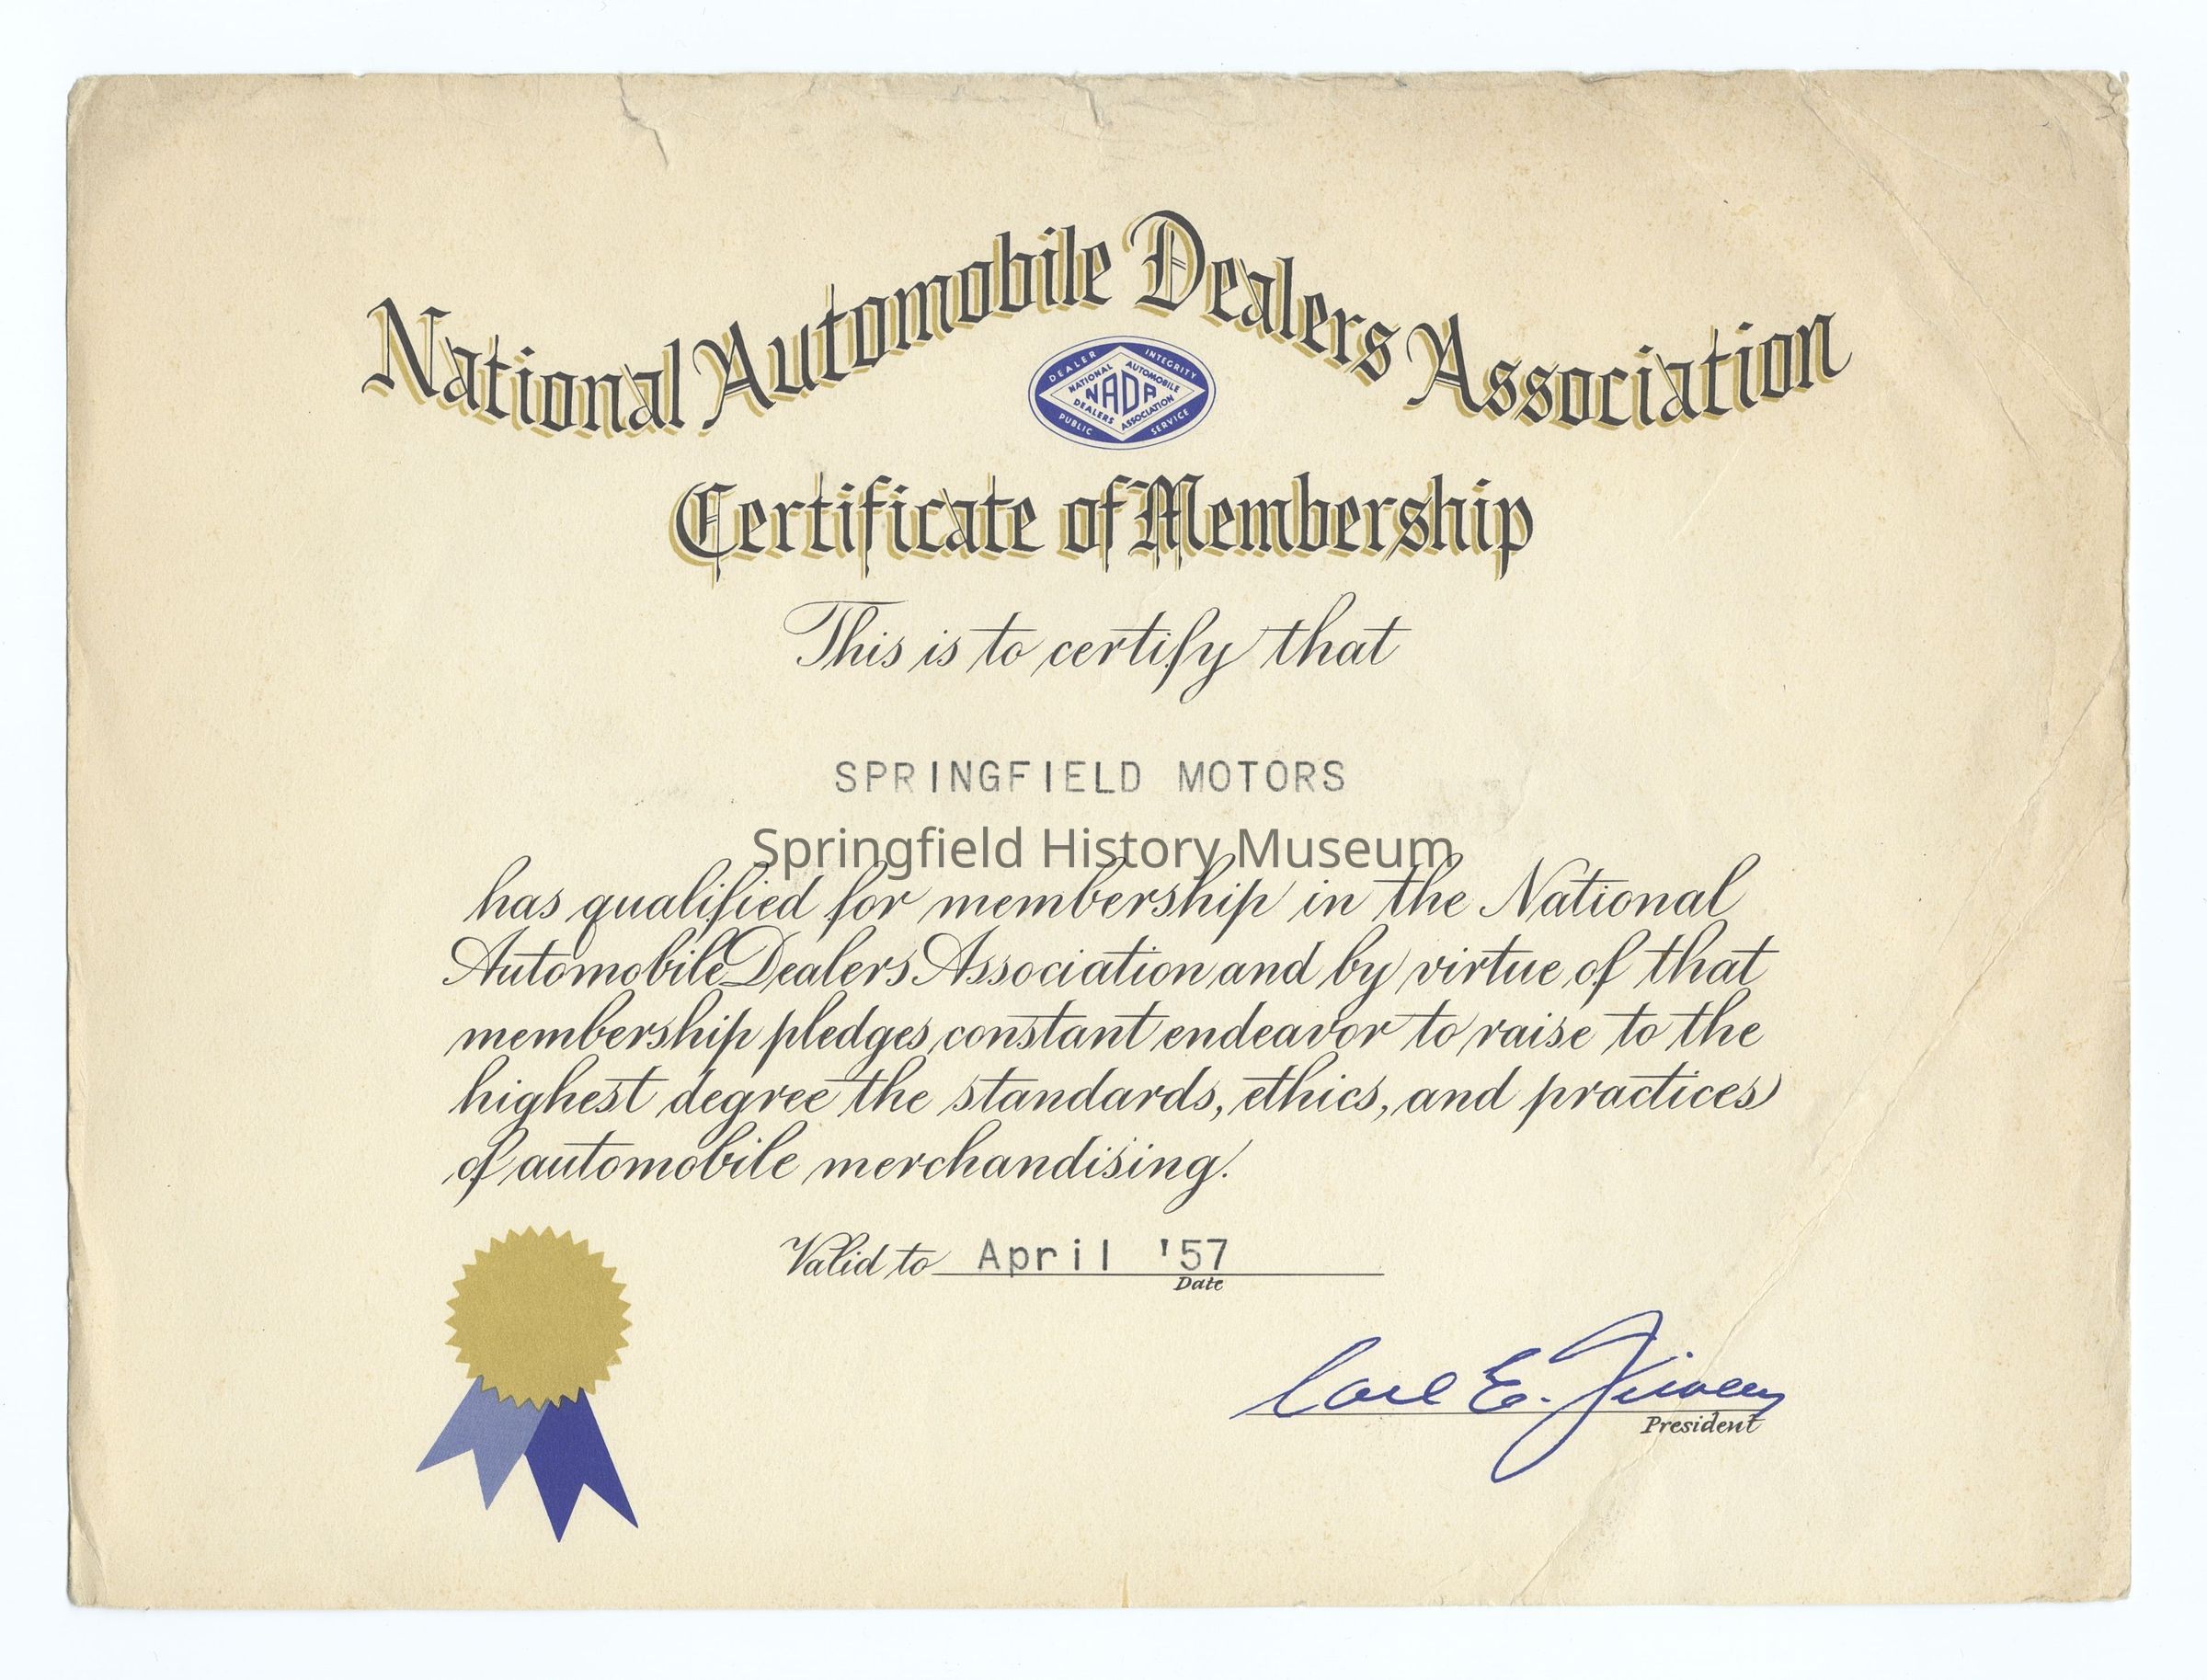 National Automobile Dealers Association
DEALER INTEGRITY
NATIONAL AUTOMOBILE
NADA
DEALERS ASSOCIATION
PUBLIC SERVICE
Certificate of Membership
This is to certify that
SPRINGFIELD MOTORS
Springfield History Museum
has qualified for membership in the National
Automobile Dealers Association and by virtue of that
membership pledges constant endeavor to raise to the
highest degree the standards, ethics, and practices
of automobile merchandising.
Valid to April '57
Date
Carl E.
President